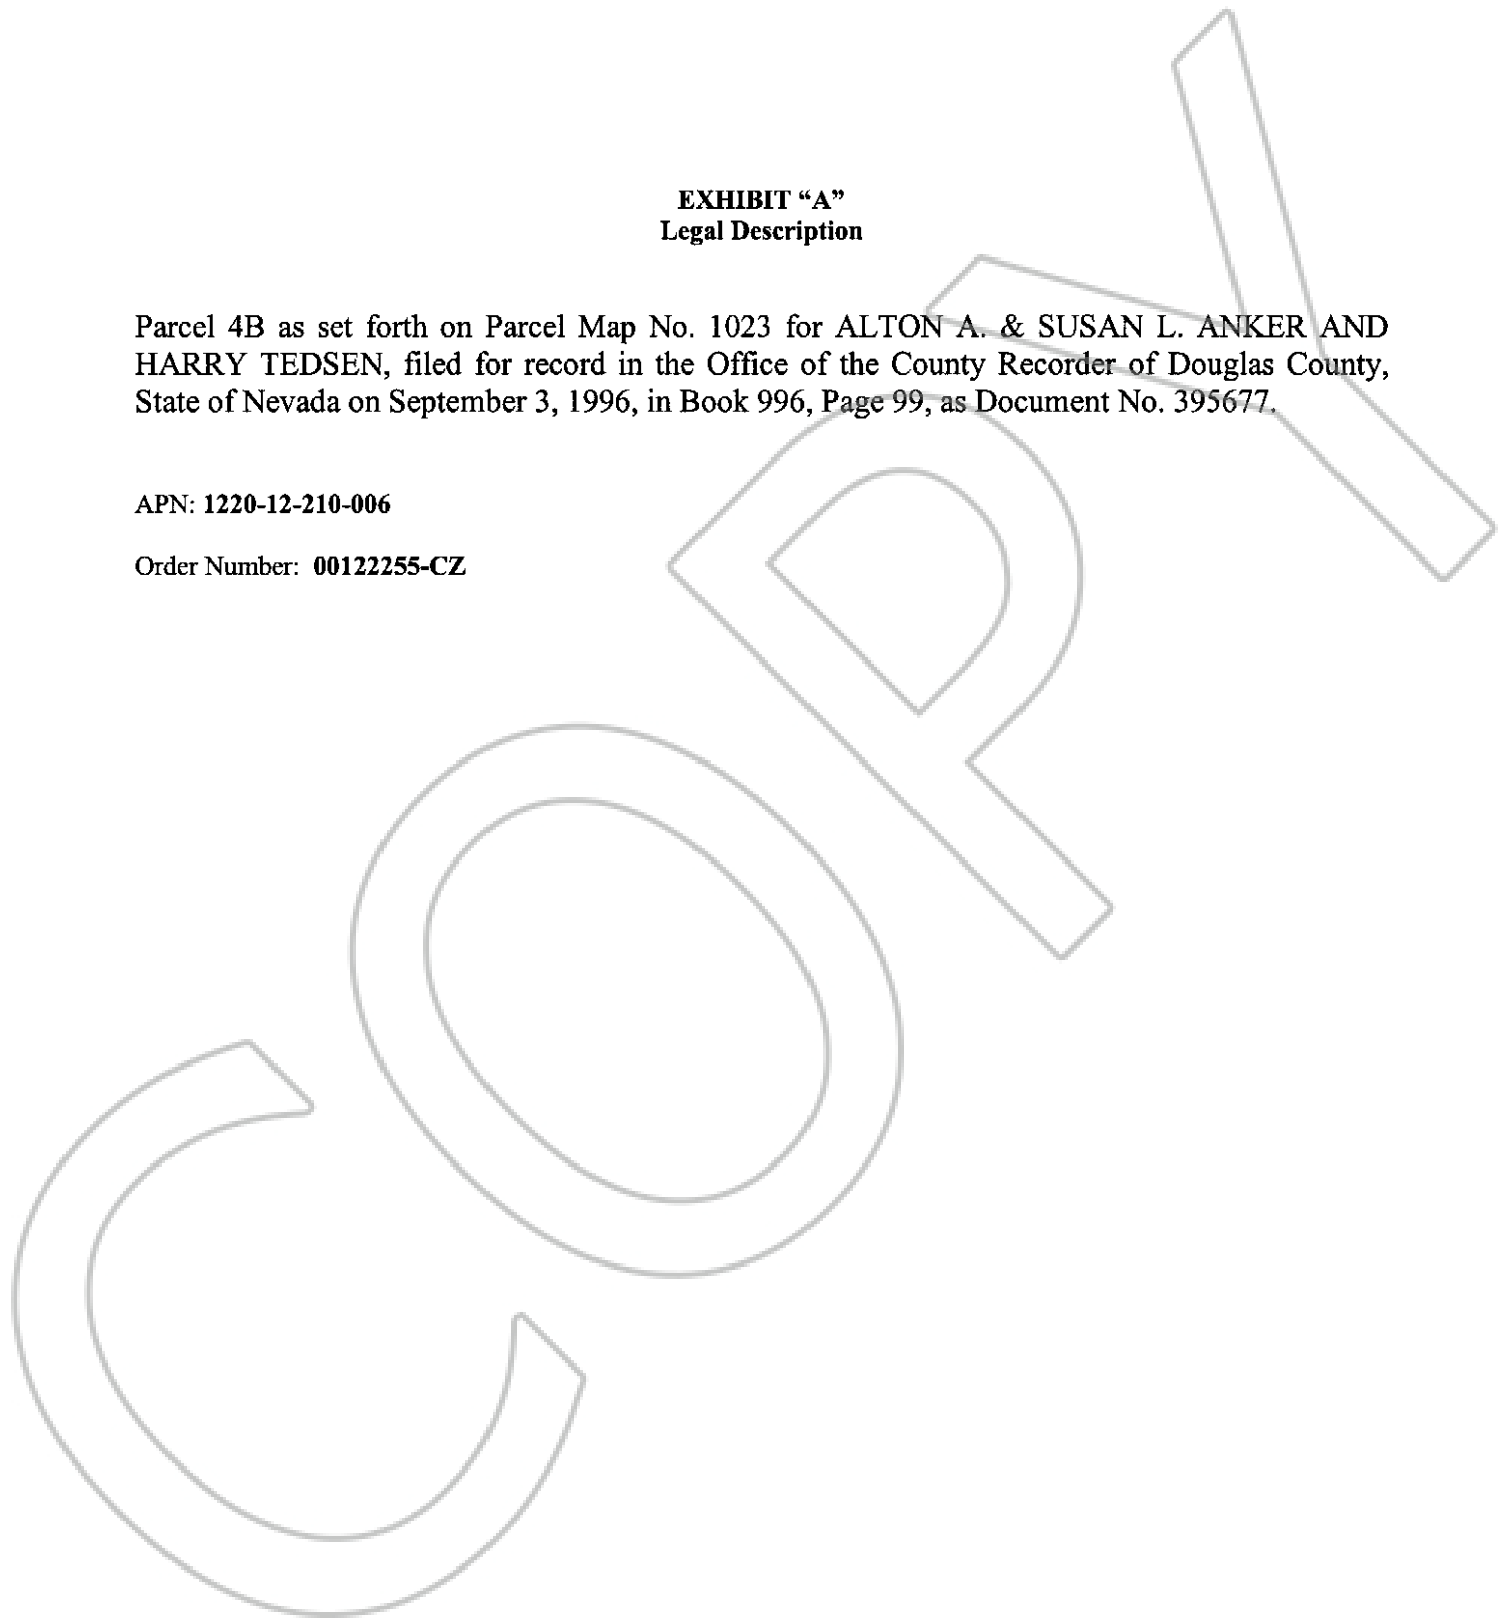 EXHIBIT “A”
Legal Description
Parcel 4B as set forth on Parcel Map No. 1023 for ALTON A. & SUSAN L. ANKER AND
HARRY TEDSEN, filed for record in the Office of the County Recorder of Douglas County,
State of Nevada on September 3, 1996, in Book 996, Page 99, as Document No. 395677.
APN: 1220-12-210-006
Order Number: 00122255-CZ
COPY